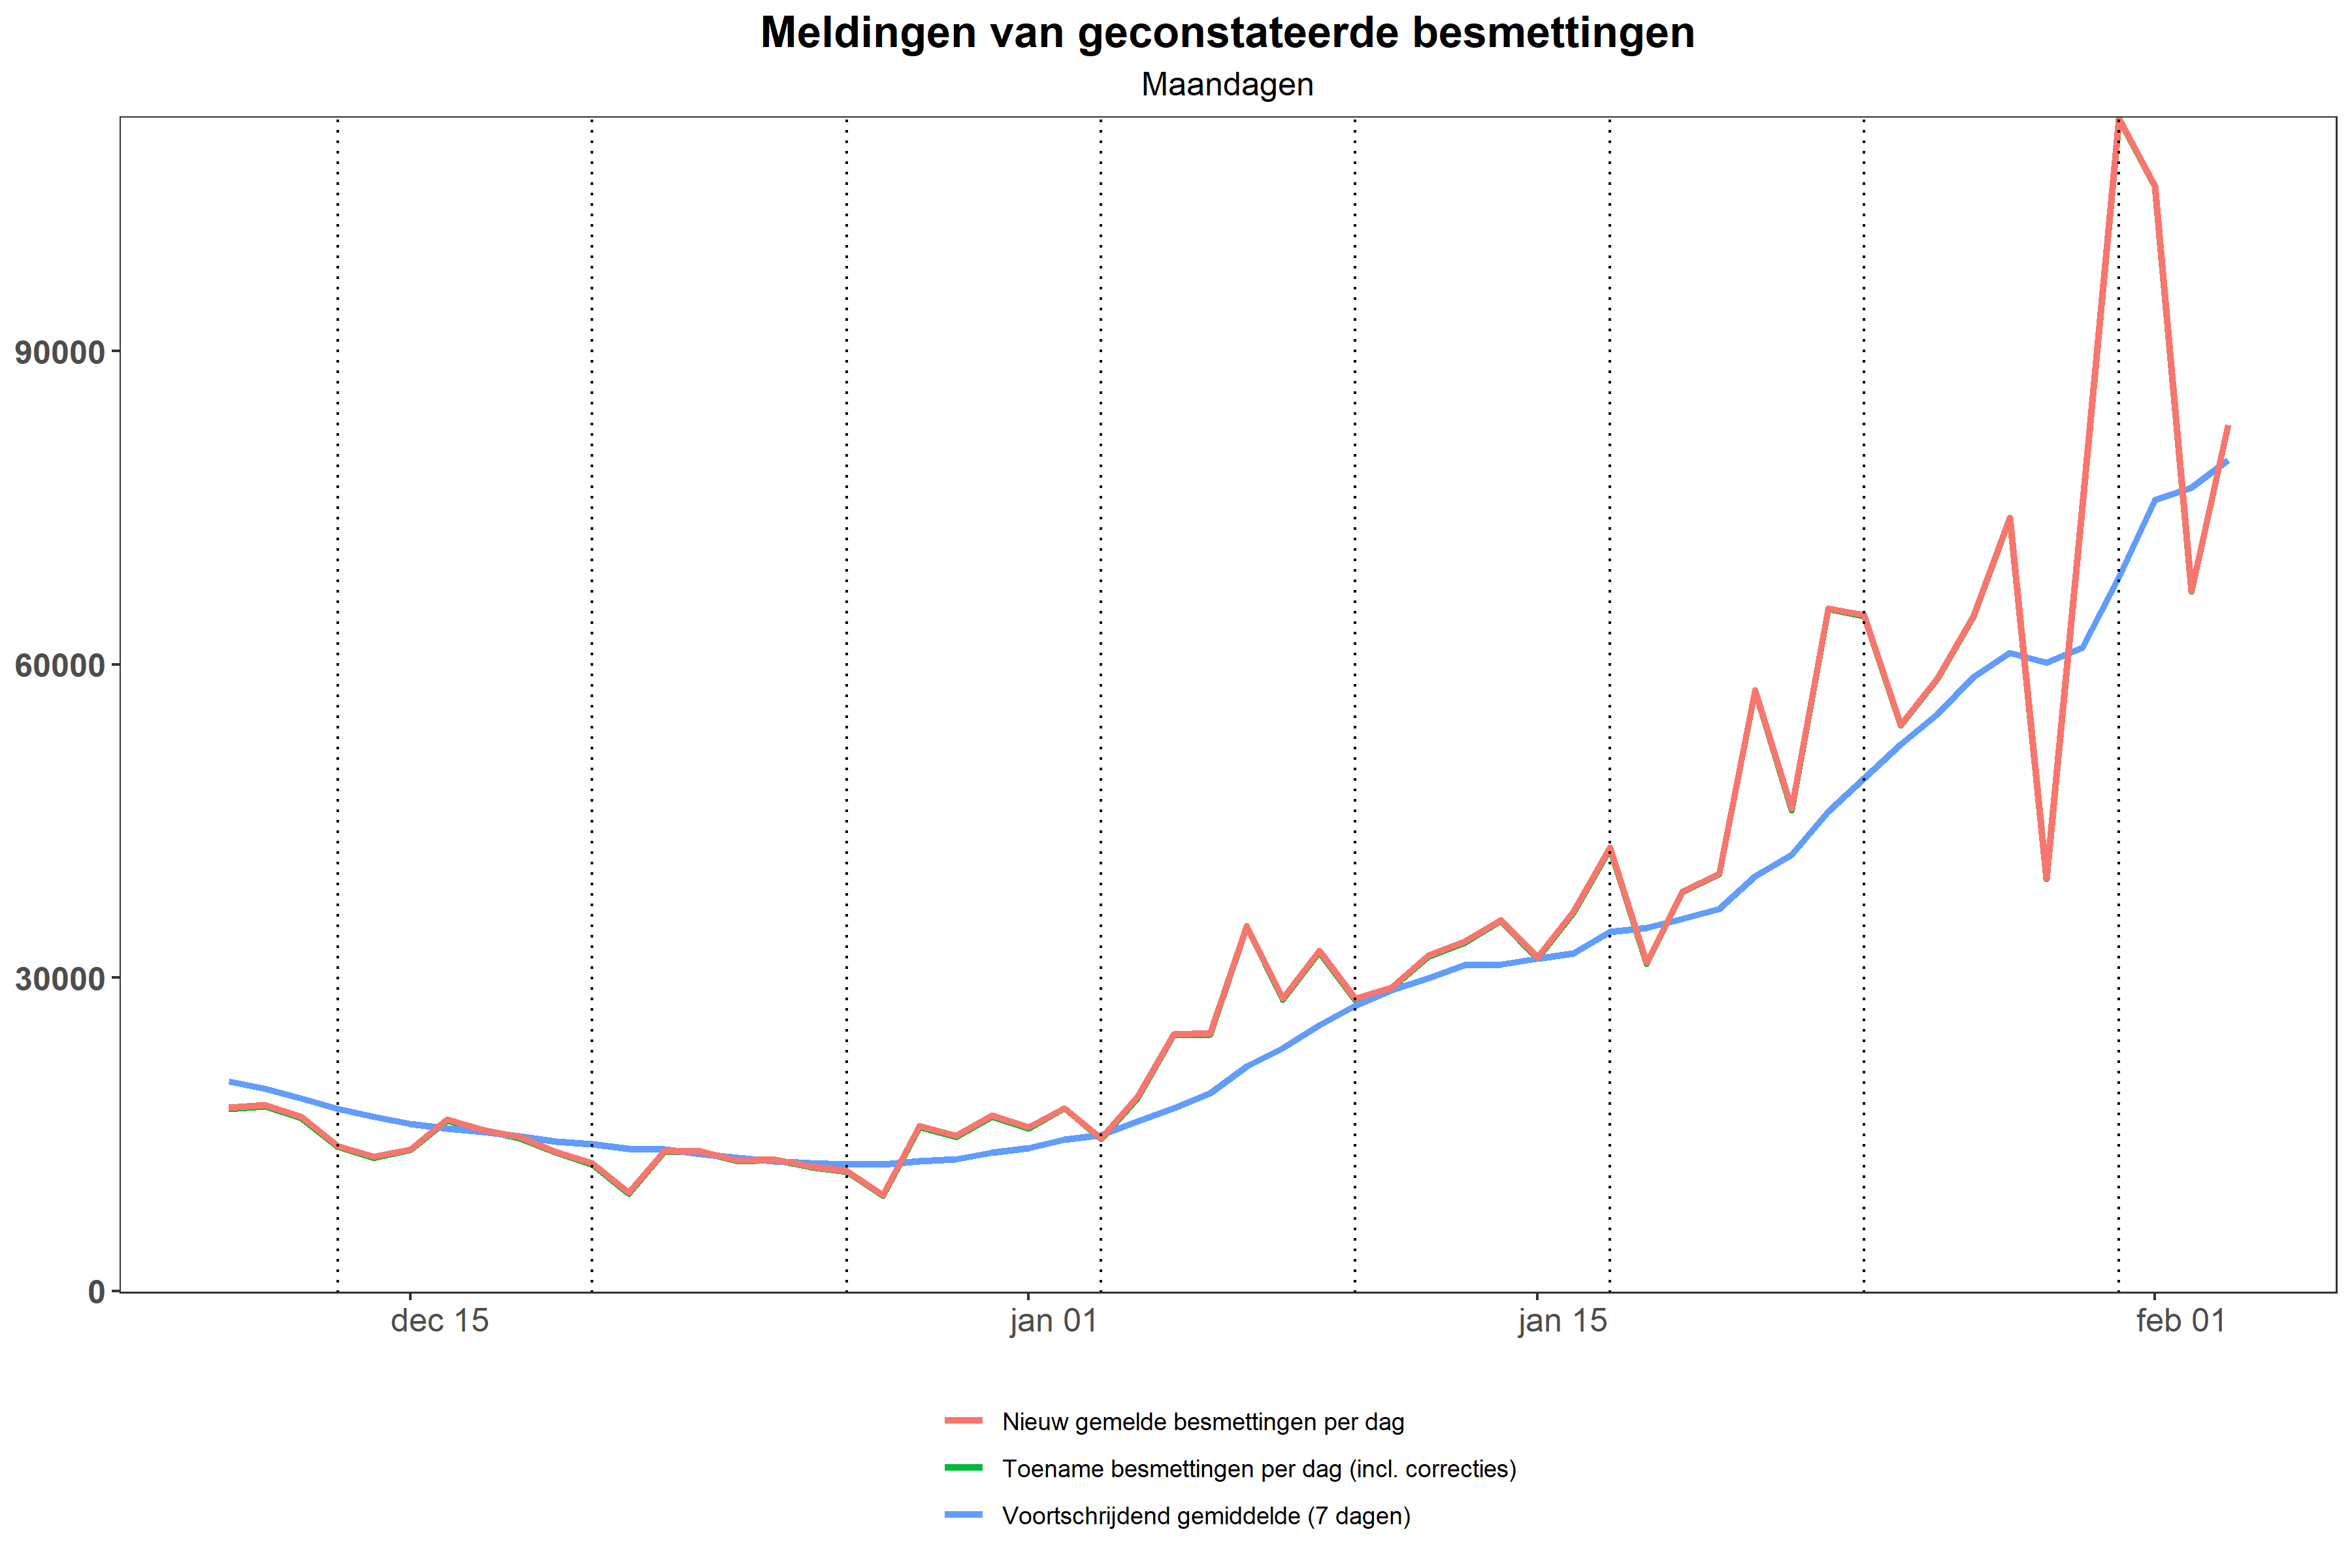 Meldingen van geconstateerde besmettingen
Maandagen
90000
60000
30000
0
dec 15
jan 01
jan 15
feb 01
Nieuw gemelde besmettingen per dag
Toename besmettingen per dag (incl. correcties)
Voortschrijdend gemiddelde (7 dagen)